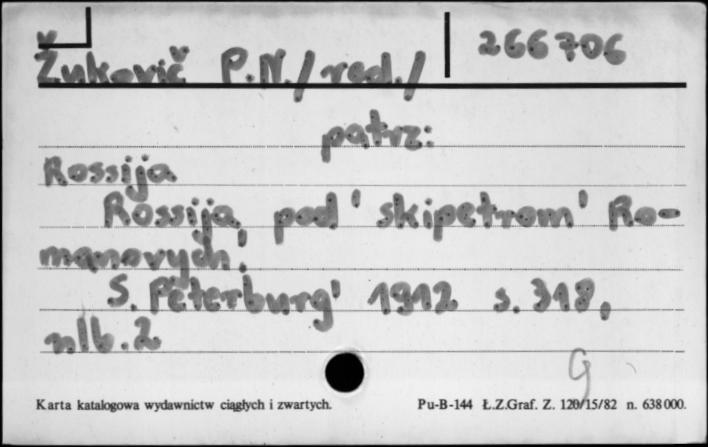 Žukovič P.N./red./ 266706
patrz:
Rossija
Rossija pod' skipetrom' Ro-
manovych'.
S. Peterburg' 1912 s. 318,
nlb. 2
G
Karta katalogowa wydawnictw ciągłych i zwartych. Pu-B-144 Ł.Z.Graf. Z. 120/15/82 n. 638000.